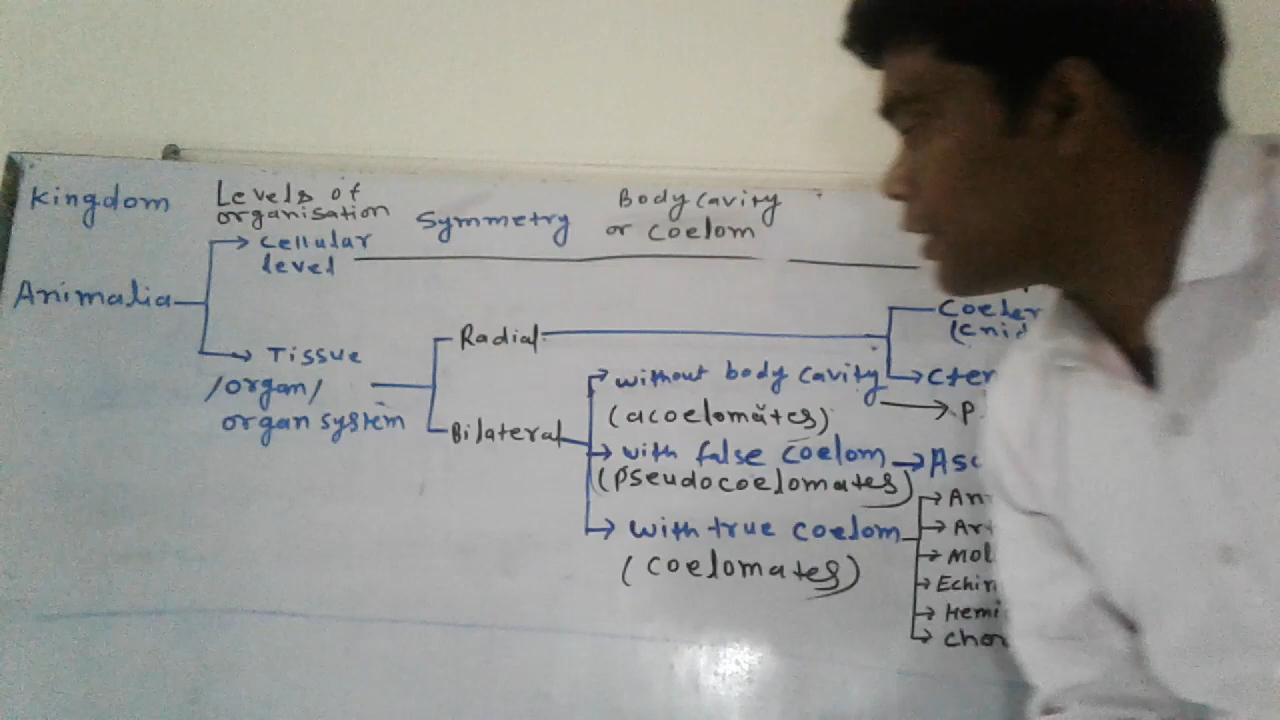 Kingdom
Levels of
organisation
Symmetry
Body cavity
or coelom
cellular
level
Animalia
Tissue
/organ/
organ system
Radial
Bilateral
without body cavity
(acoelomates)
with false coelom
(pseudocoelomates)
with true coelom
(coelomates)